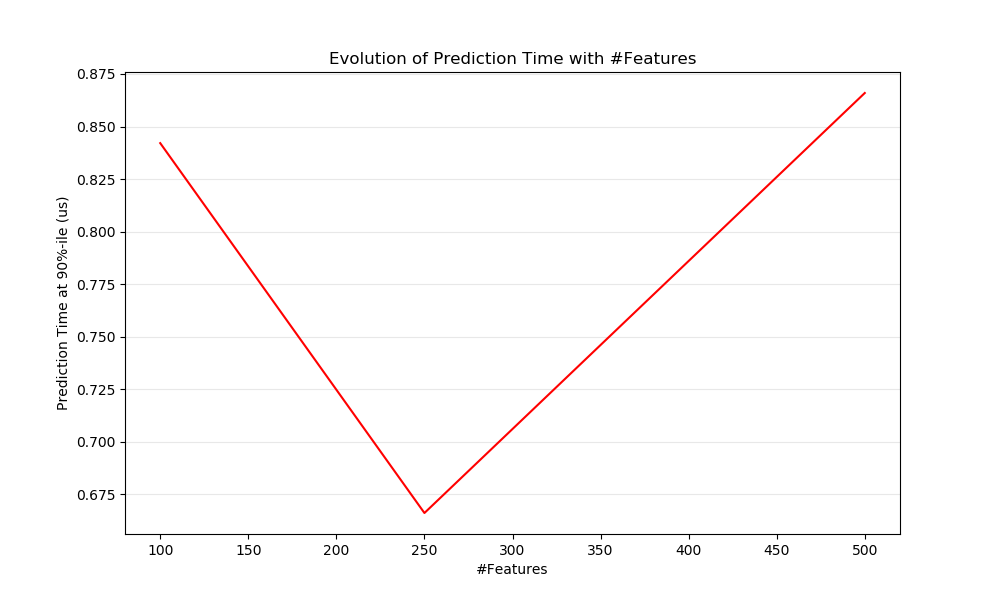 Evolution of Prediction Time with #Features
Prediction Time at 90%-ile (us)
0.875
0.850
0.825
0.800
0.775
0.750
0.725
0.700
0.675
100 150 200 250 300 350 400 450 500
#Features